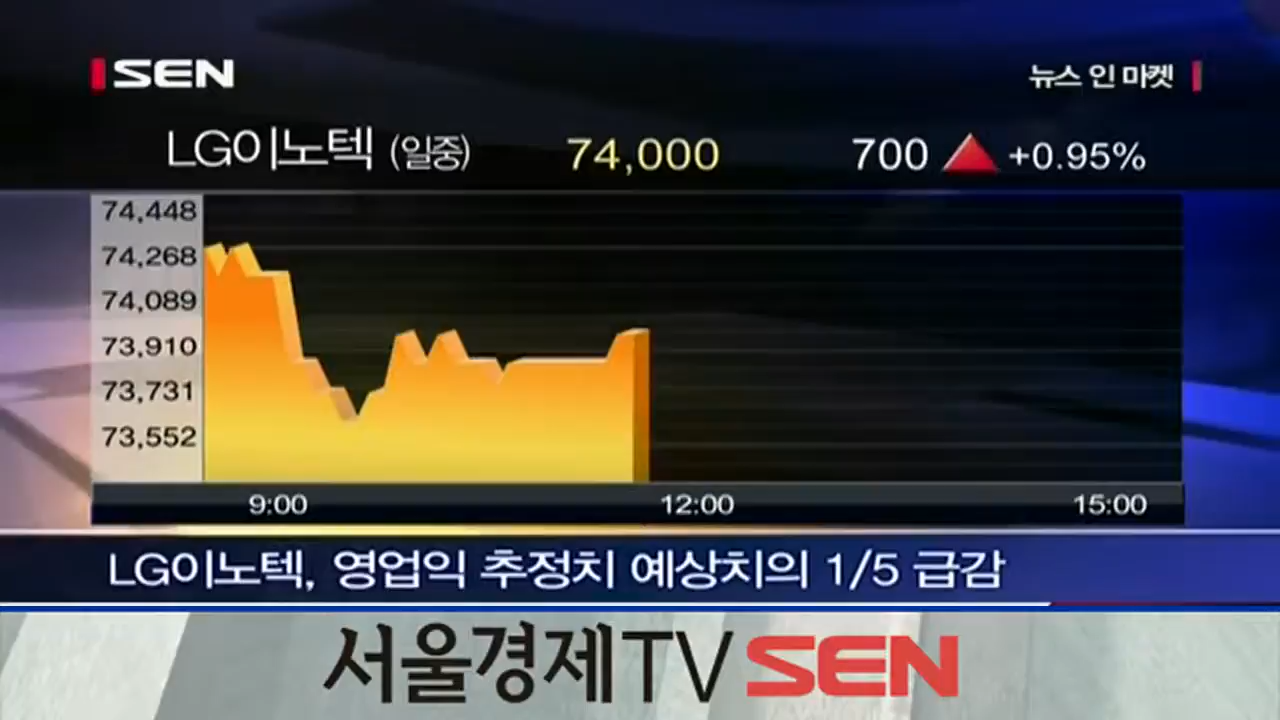 SEN
뉴스 인 마켓
LG이노텍 (일중) 74,000 700 ▲ +0.95%
74,448
74,268
74,089
73,910
73,731
73,552
9:00 12:00 15:00
LG이노텍, 영업익 추정치 예상치의 1/5 급감
서울경제TV SEN